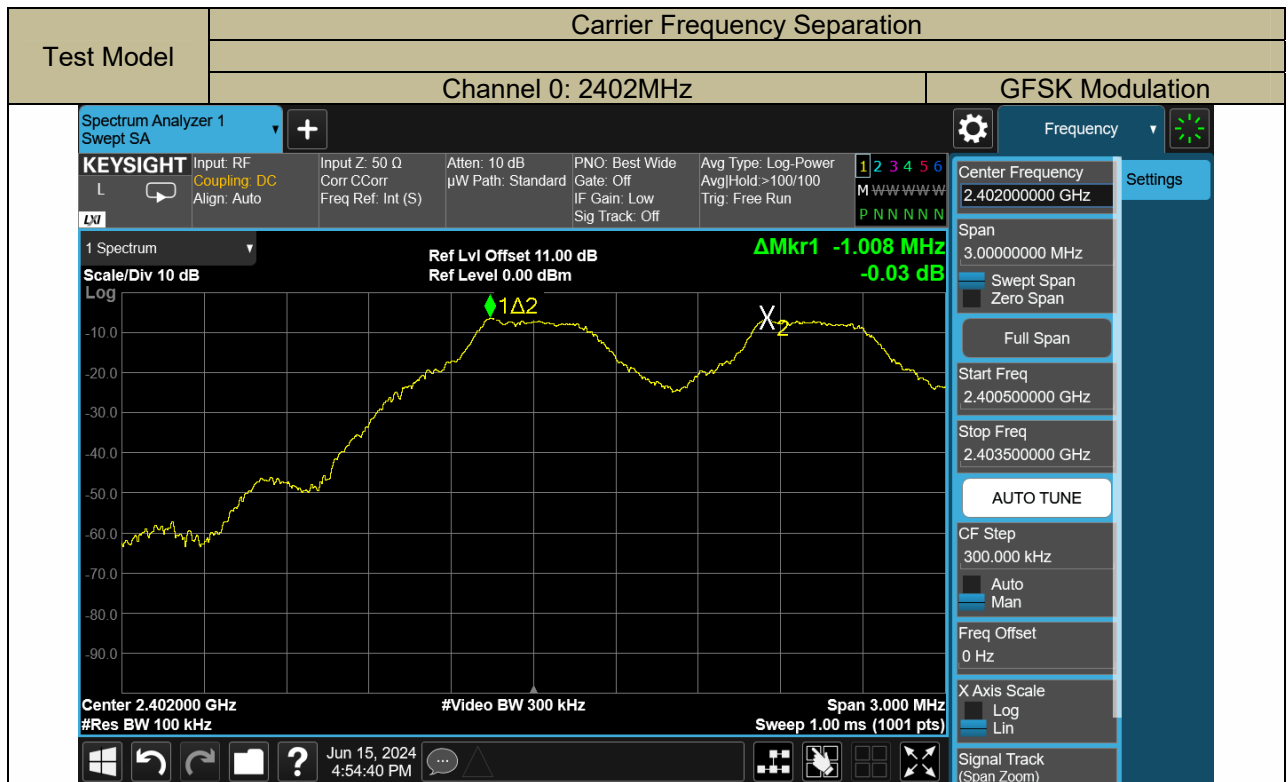 Test Model
Carrier Frequency Separation
Channel 0: 2402MHz
GFSK Modulation
Spectrum Analyzer 1
Swept SA
+
Frequency
KEYSIGHT
L
LXI
Input: RF
Coupling: DC
Align: Auto
Input Z: 50 Ω
Corr CCorr
Freq Ref: Int (S)
Atten: 10 dB
µW Path: Standard
PNO: Best Wide
Gate: Off
IF Gain: Low
Sig Track: Off
Avg Type: Log-Power
Avg|Hold:>100/100
Trig: Free Run
1 2 3 4 5 6
M W W W W W
P N N N N N
1 Spectrum
Scale/Div 10 dB
Log
Ref Lvl Offset 11.00 dB
Ref Level 0.00 dBm
ΔMkr1 -1.008 MHz
-0.03 dB
1Δ2
X2
-10.0
-20.0
-30.0
-40.0
-50.0
-60.0
-70.0
-80.0
-90.0
Center 2.402000 GHz
#Res BW 100 kHz
#Video BW 300 kHz
Span 3.000 MHz
Sweep 1.00 ms (1001 pts)
?
Jun 15, 2024
4:54:40 PM
Center Frequency
2.402000000 GHz
Span
3.00000000 MHz
Swept Span
Zero Span
Full Span
Start Freq
2.400500000 GHz
Stop Freq
2.403500000 GHz
AUTO TUNE
CF Step
300.000 kHz
Auto
Man
Freq Offset
0 Hz
X Axis Scale
Log
Lin
Signal Track
(Span Zoom)
Settings